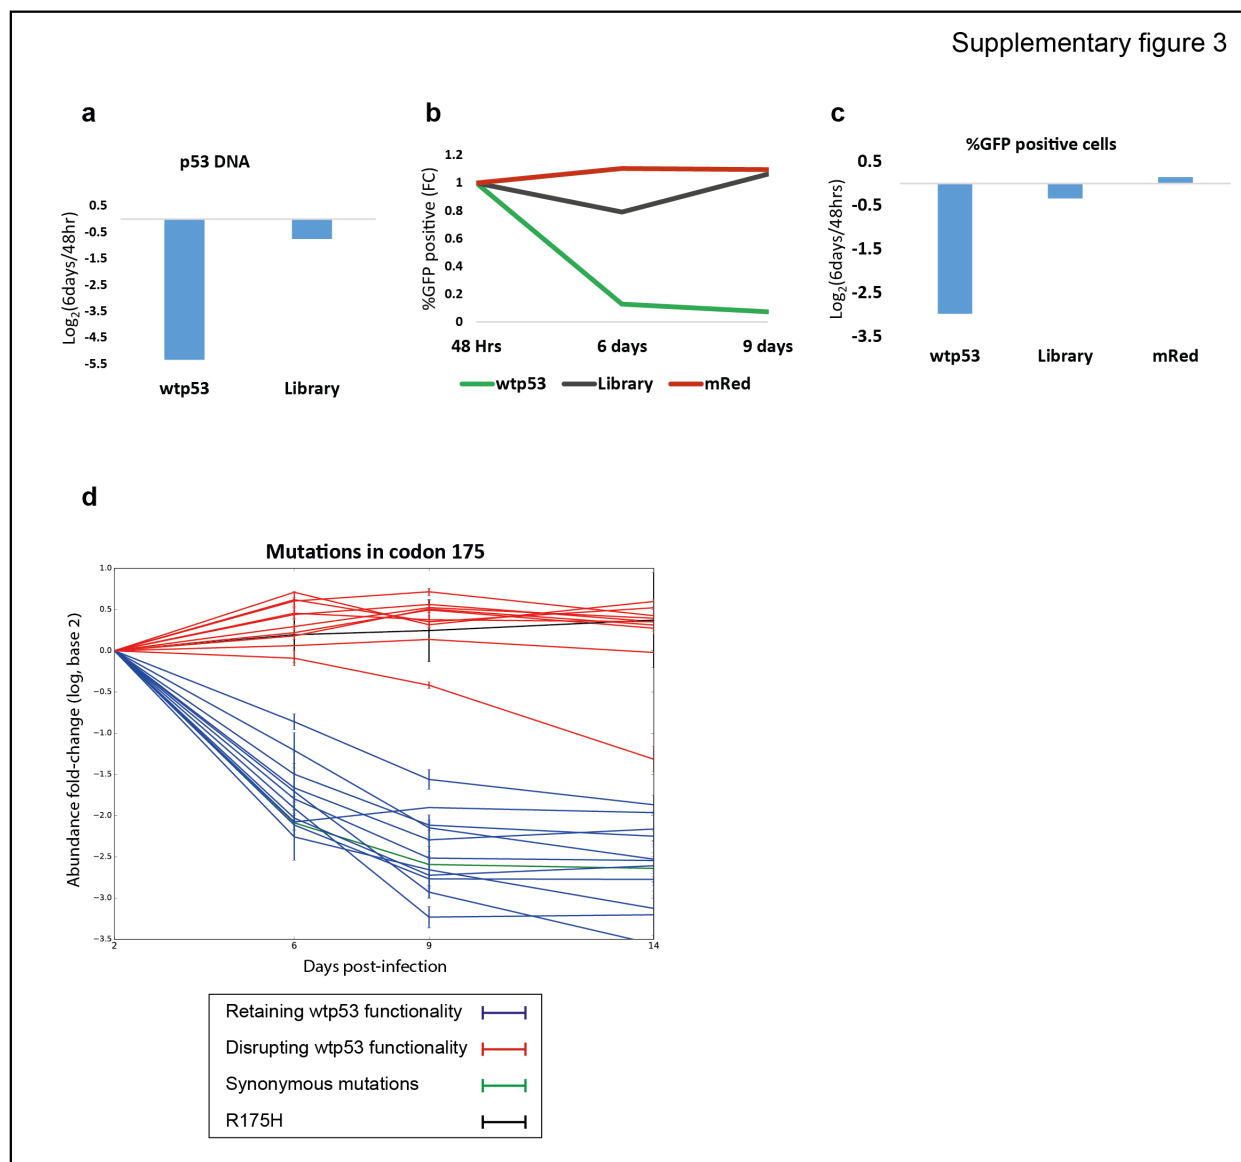 Supplementary figure 3
a
p53 DNA
Log2(6days/48hr)
0.5
-0.5
-1.5
-2.5
-3.5
-4.5
-5.5
wtp53 Library
b
%GFP positive (FC)
1.2
1
0.8
0.6
0.4
0.2
0
48 Hrs 6 days 9 days
wtp53 Library mRed
c
%GFP positive cells
Log2(6days/48hrs)
0.5
-0.5
-1.5
-2.5
-3.5
wtp53 Library mRed
d
Mutations in codon 175
Abundance fold-change (log, base 2)
1.0
0.5
0.0
−0.5
−1.0
−1.5
−2.0
−2.5
−3.0
−3.5
2 6 9 14
Days post-infection
Retaining wtp53 functionality
Disrupting wtp53 functionality
Synonymous mutations
R175H